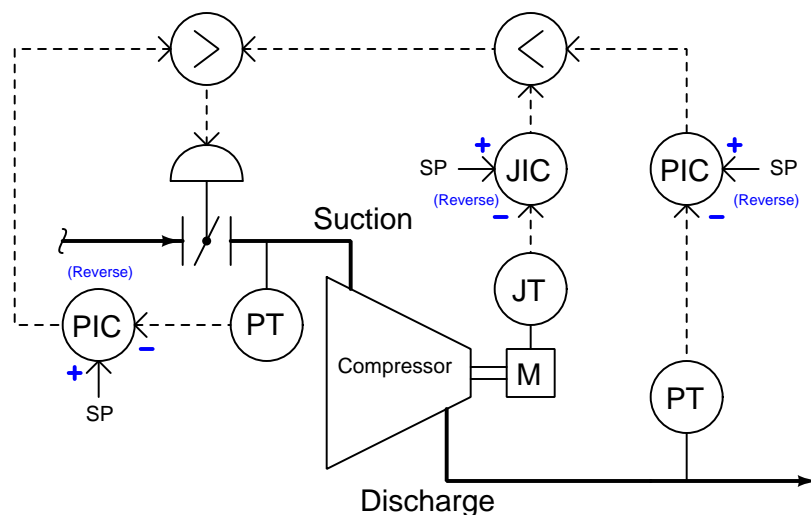 >
<
+
SP
JIC
(Reverse)
−
+
PIC
SP
(Reverse)
−
Suction
(Reverse)
PIC
−
+
SP
PT
JT
Compressor
M
PT
Discharge